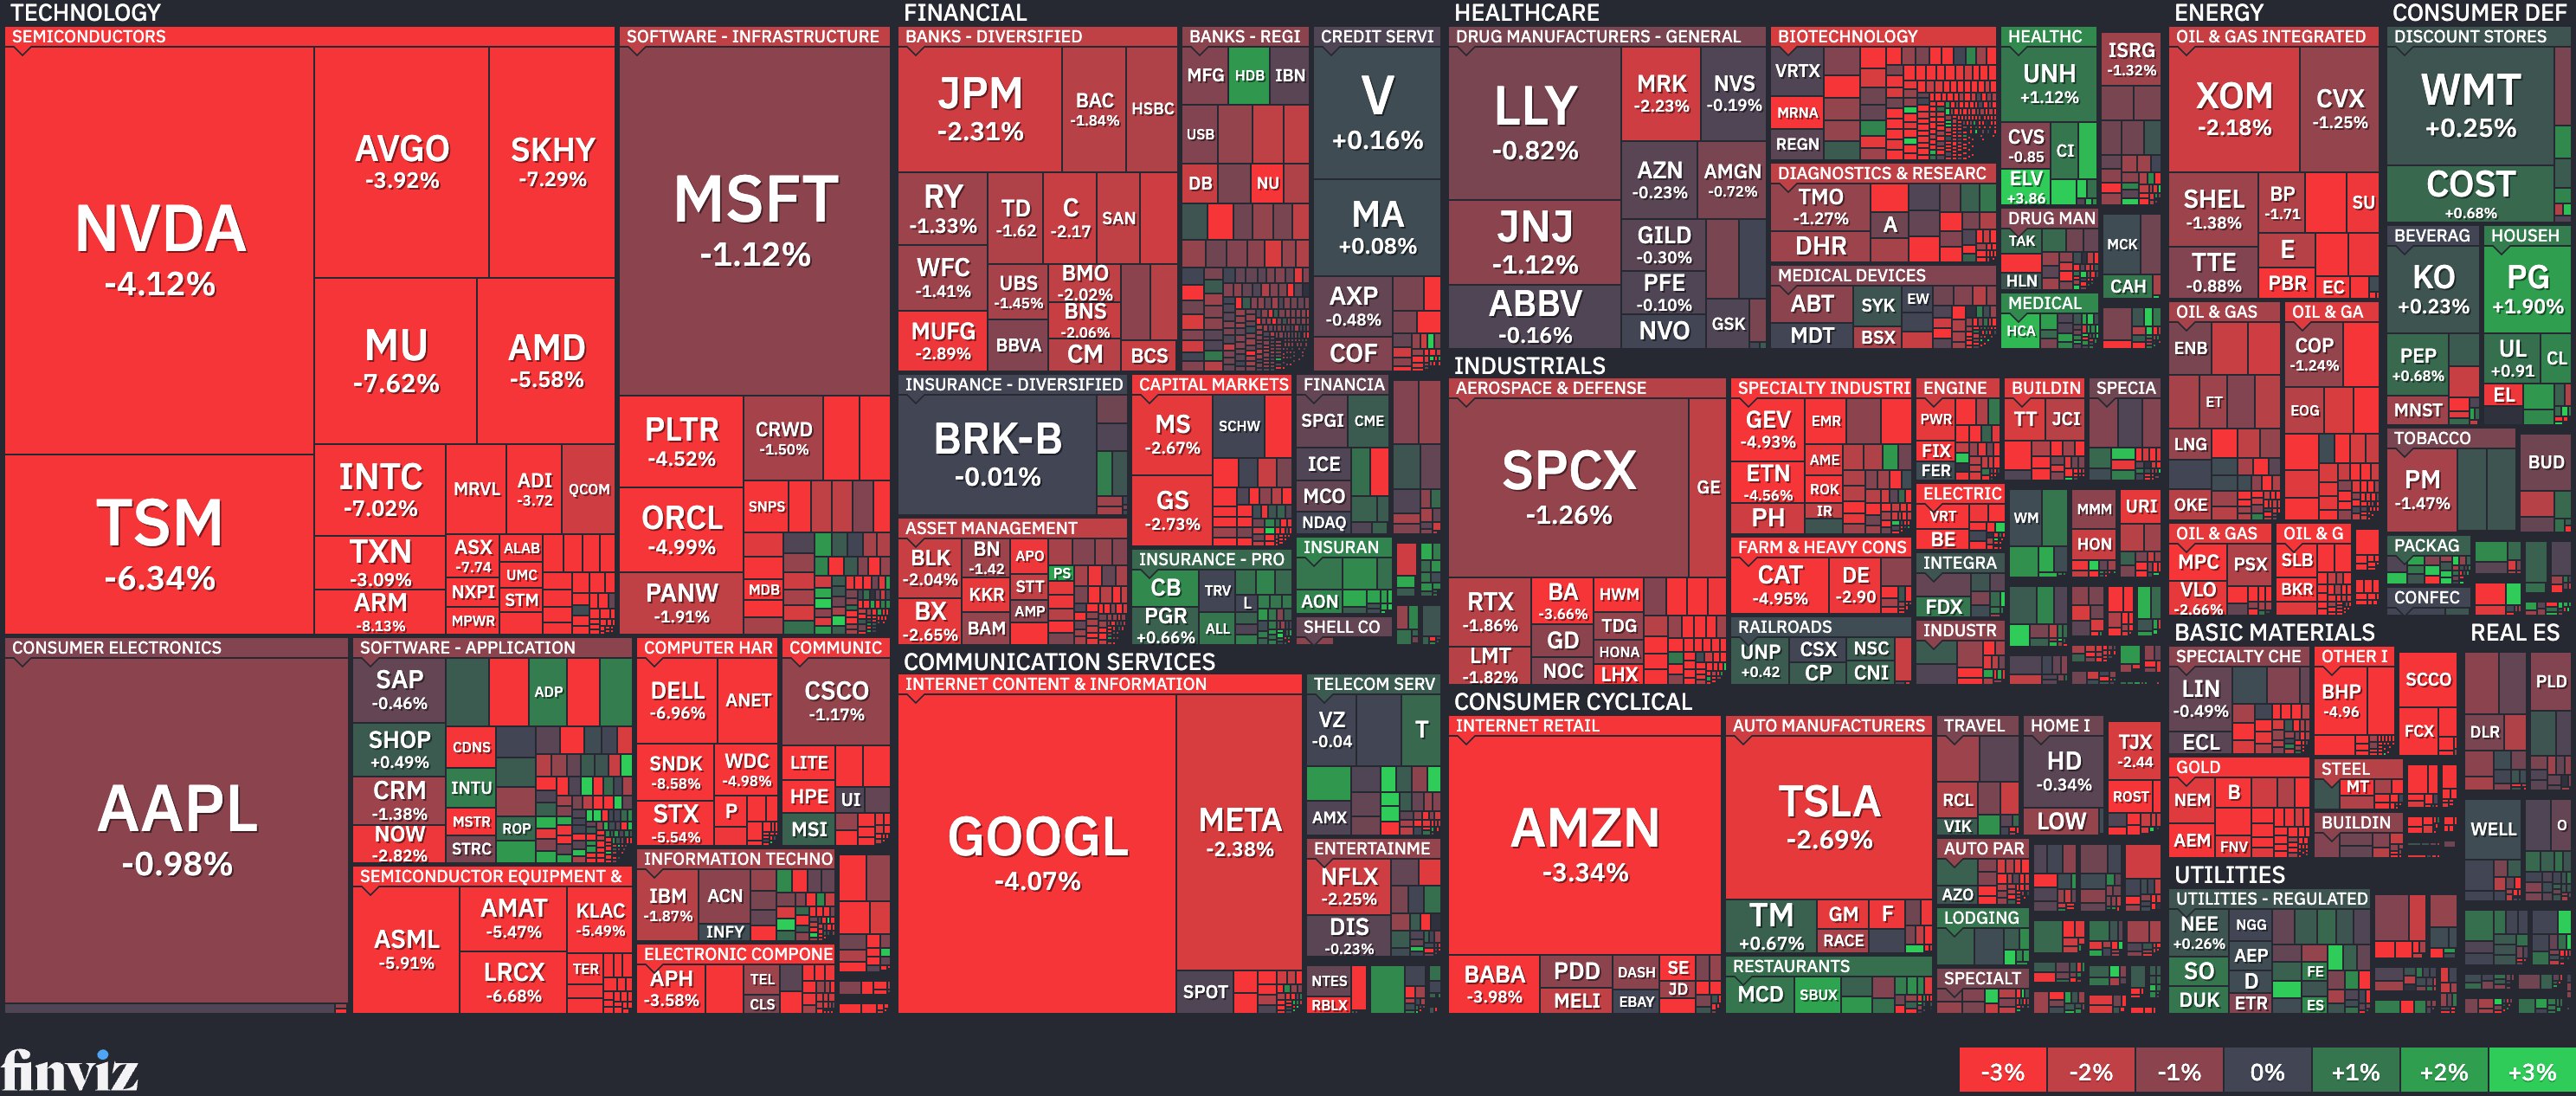 TECHNOLOGY
SEMICONDUCTORS
NVDA
-4.12%
AVGO
-3.92%
SKHY
-7.29%
MU
-7.62%
AMD
-5.58%
TSM
-6.34%
INTC
-7.02%
MRVL
ADI
-3.72
QCOM
TXN
-3.09%
ARM
-8.13%
ASX
-7.74
ALAB
UMC
NXPI
STM
MPWR
SOFTWARE - INFRASTRUCTURE
MSFT
-1.12%
PLTR
-4.52%
CRWD
-1.50%
ORCL
-4.99%
SNPS
PANW
-1.91%
MDB
CONSUMER ELECTRONICS
AAPL
-0.98%
SOFTWARE - APPLICATION
SAP
-0.46%
ADP
SHOP
+0.49%
CDNS
CRM
-1.38%
INTU
NOW
-2.82%
MSTR
ROP
STRC
SEMICONDUCTOR EQUIPMENT &
ASML
-5.91%
AMAT
-5.47%
KLAC
-5.49%
LRCX
-6.68%
TER
COMPUTER HAR
DELL
-6.96%
ANET
SNDK
-8.58%
WDC
-4.98%
STX
-5.54%
P
COMMUNIC
CSCO
-1.17%
LITE
HPE
UI
MSI
INFORMATION TECHNO
IBM
-1.87%
ACN
INFY
ELECTRONIC COMPONE
APH
-3.58%
TEL
CLS
FINANCIAL
BANKS - DIVERSIFIED
JPM
-2.31%
BAC
-1.84%
HSBC
RY
-1.33%
TD
-1.62
C
-2.17
SAN
WFC
-1.41%
UBS
-1.45%
BMO
-2.02%
BNS
-2.06%
MUFG
-2.89%
BBVA
CM
BCS
BANKS - REGI
MFG
HDB
IBN
USB
DB
NU
CREDIT SERVI
V
+0.16%
MA
+0.08%
AXP
-0.48%
COF
INSURANCE - DIVERSIFIED
BRK-B
-0.01%
CAPITAL MARKETS
MS
-2.67%
SCHW
GS
-2.73%
FINANCIA
SPGI
CME
ICE
MCO
NDAQ
ASSET MANAGEMENT
BLK
-2.04%
BN
-1.42
APO
PS
KKR
STT
BX
-2.65%
BAM
AMP
INSURANCE - PRO
CB
TRV
L
PGR
+0.66%
ALL
INSURAN
AON
SHELL CO
COMMUNICATION SERVICES
INTERNET CONTENT & INFORMATION
GOOGL
-4.07%
META
-2.38%
SPOT
TELECOM SERV
VZ
-0.04
T
AMX
ENTERTAINME
NFLX
-2.25%
DIS
-0.23%
NTES
RBLX
HEALTHCARE
DRUG MANUFACTURERS - GENERAL
LLY
-0.82%
MRK
-2.23%
NVS
-0.19%
AZN
-0.23%
AMGN
-0.72%
JNJ
-1.12%
GILD
-0.30%
PFE
-0.10%
ABBV
-0.16%
NVO
GSK
BIOTECHNOLOGY
VRTX
MRNA
REGN
DIAGNOSTICS & RESEARC
TMO
-1.27%
A
DHR
MEDICAL DEVICES
ABT
SYK
EW
MDT
BSX
HEALTHC
UNH
+1.12%
CVS
-0.85
CI
ELV
+3.86
DRUG MAN
TAK
HLN
MEDICAL
HCA
ISRG
-1.32%
MCK
CAH
INDUSTRIALS
AEROSPACE & DEFENSE
SPCX
-1.26%
GE
RTX
-1.86%
BA
-3.66%
HWM
GD
TDG
LMT
-1.82%
NOC
HONA
LHX
SPECIALTY INDUSTRI
GEV
-4.93%
EMR
ETN
-4.56%
AME
ROK
PH
IR
FARM & HEAVY CONS
CAT
-4.95%
DE
-2.90
RAILROADS
UNP
+0.42
CSX
NSC
CP
CNI
ENGINE
PWR
FIX
FER
ELECTRIC
VRT
BE
INTEGRA
FDX
INDUSTR
BUILDIN
TT
JCI
SPECIA
WM
MMM
URI
HON
CONSUMER CYCLICAL
INTERNET RETAIL
AMZN
-3.34%
BABA
-3.98%
PDD
DASH
SE
MELI
EBAY
JD
AUTO MANUFACTURERS
TSLA
-2.69%
TM
+0.67%
GM
F
RACE
RESTAURANTS
MCD
SBUX
TRAVEL
RCL
VIK
AUTO PAR
AZO
LODGING
SPECIALT
HOME I
HD
-0.34%
LOW
TJX
-2.44
ROST
ENERGY
OIL & GAS INTEGRATED
XOM
-2.18%
CVX
-1.25%
SHEL
-1.38%
BP
-1.71
SU
TTE
-0.88%
E
PBR
EC
OIL & GAS
ENB
ET
LNG
OKE
OIL & GA
COP
-1.24%
EOG
OIL & GAS
MPC
PSX
VLO
-2.66%
OIL & G
SLB
BKR
CONSUMER DEF
DISCOUNT STORES
WMT
+0.25%
COST
+0.68%
BEVERAG
KO
+0.23%
PEP
+0.68%
MNST
HOUSEH
PG
+1.90%
UL
+0.91
CL
EL
TOBACCO
PM
-1.47%
BUD
PACKAG
CONFEC
BASIC MATERIALS
SPECIALTY CHE
LIN
-0.49%
ECL
OTHER I
BHP
-4.96
SCCO
FCX
GOLD
NEM
B
AEM
FNV
STEEL
MT
BUILDIN
REAL ES
PLD
DLR
WELL
O
UTILITIES
UTILITIES - REGULATED
NEE
+0.26%
NGG
AEP
SO
D
FE
DUK
ETR
ES
finviz
-3%
-2%
-1%
0%
+1%
+2%
+3%